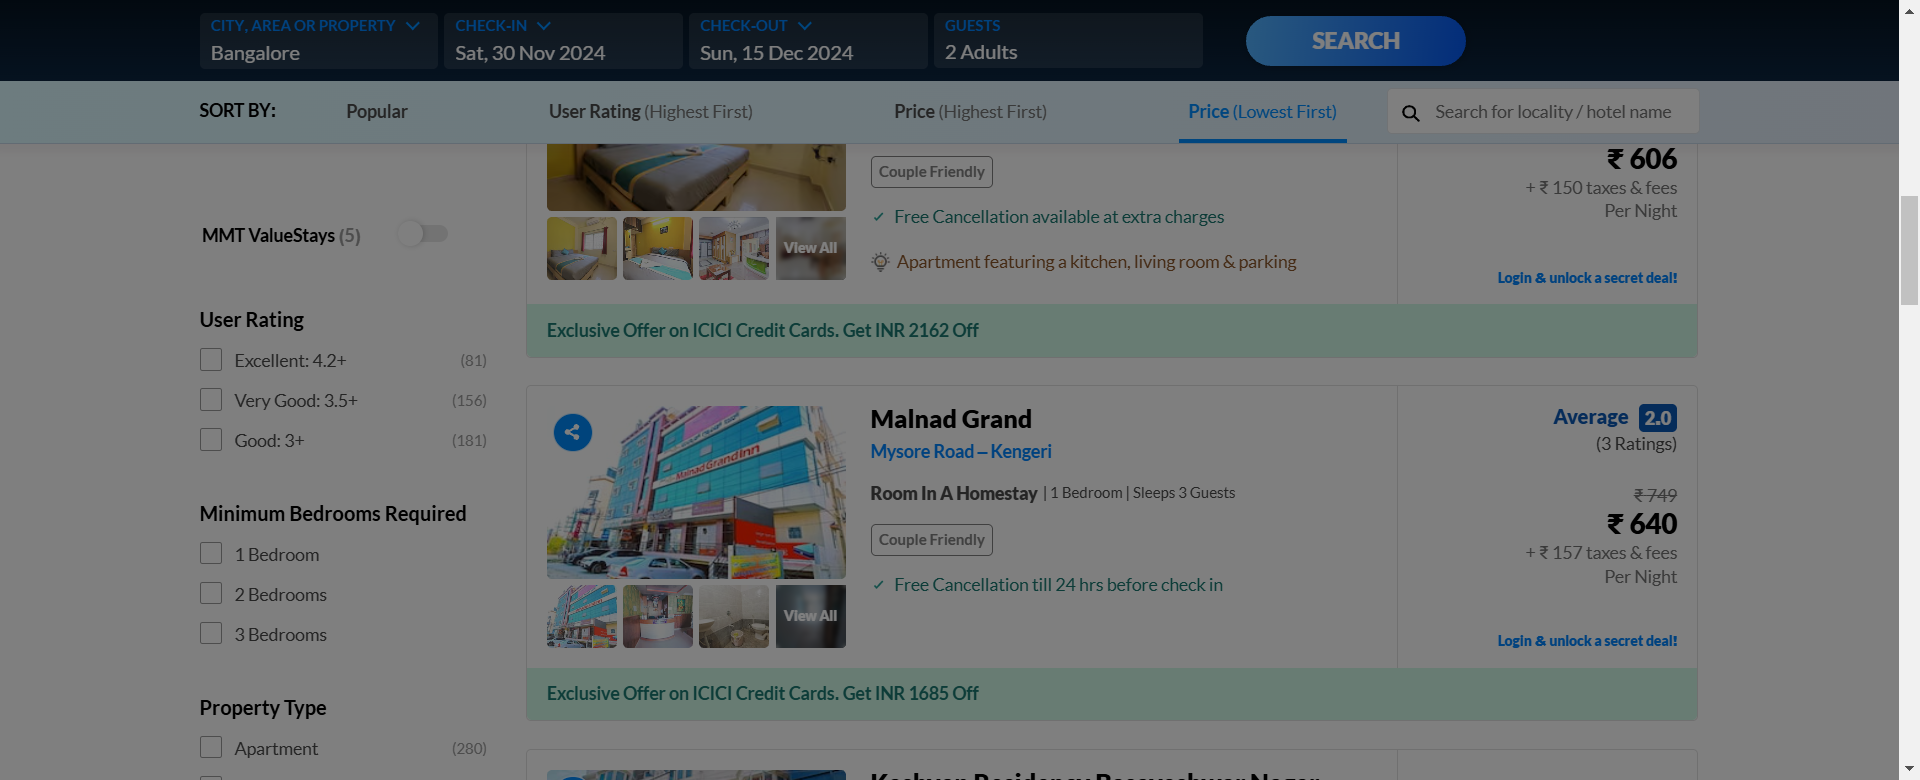 CITY, AREA OR PROPERTY
Bangalore
CHECK-IN
Sat, 30 Nov 2024
CHECK-OUT
Sun, 15 Dec 2024
GUESTS
2 Adults
SEARCH
SORT BY:
Popular
User Rating (Highest First)
Price (Highest First)
Price (Lowest First)
Search for locality / hotel name
MMT ValueStays (5)
User Rating
Excellent: 4.2+ (81)
Very Good: 3.5+ (156)
Good: 3+ (181)
Minimum Bedrooms Required
1 Bedroom
2 Bedrooms
3 Bedrooms
Property Type
Apartment (280)
View All
Couple Friendly
Free Cancellation available at extra charges
Apartment featuring a kitchen, living room & parking
₹ 606
+ ₹ 150 taxes & fees
Per Night
Login & unlock a secret deal!
Exclusive Offer on ICICI Credit Cards. Get INR 2162 Off
Malnad Grand Inn
View All
Malnad Grand
Mysore Road – Kengeri
Room In A Homestay | 1 Bedroom | Sleeps 3 Guests
Couple Friendly
Free Cancellation till 24 hrs before check in
Average 2.0
(3 Ratings)
₹ 749
₹ 640
+ ₹ 157 taxes & fees
Per Night
Login & unlock a secret deal!
Exclusive Offer on ICICI Credit Cards. Get INR 1685 Off